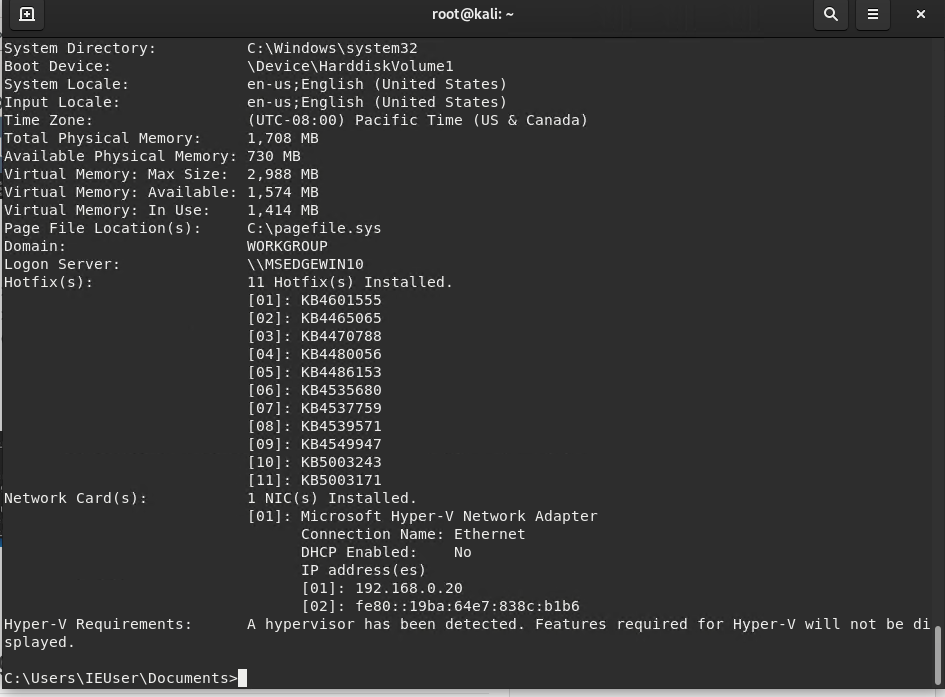 root@kali: ~
System Directory:          C:\Windows\system32
Boot Device:               \Device\HarddiskVolume1
System Locale:             en-us;English (United States)
Input Locale:              en-us;English (United States)
Time Zone:                 (UTC-08:00) Pacific Time (US & Canada)
Total Physical Memory:     1,708 MB
Available Physical Memory: 730 MB
Virtual Memory: Max Size:  2,988 MB
Virtual Memory: Available: 1,574 MB
Virtual Memory: In Use:    1,414 MB
Page File Location(s):     C:\pagefile.sys
Domain:                    WORKGROUP
Logon Server:              \\MSEDGEWIN10
Hotfix(s):                 11 Hotfix(s) Installed.
                           [01]: KB4601555
                           [02]: KB4465065
                           [03]: KB4470788
                           [04]: KB4480056
                           [05]: KB4486153
                           [06]: KB4535680
                           [07]: KB4537759
                           [08]: KB4539571
                           [09]: KB4549947
                           [10]: KB5003243
                           [11]: KB5003171
Network Card(s):           1 NIC(s) Installed.
                           [01]: Microsoft Hyper-V Network Adapter
                                 Connection Name: Ethernet
                                 DHCP Enabled:    No
                                 IP address(es)
                                 [01]: 192.168.0.20
                                 [02]: fe80::19ba:64e7:838c:b1b6
Hyper-V Requirements:      A hypervisor has been detected. Features required for Hyper-V will not be di
splayed.
C:\Users\IEUser\Documents>